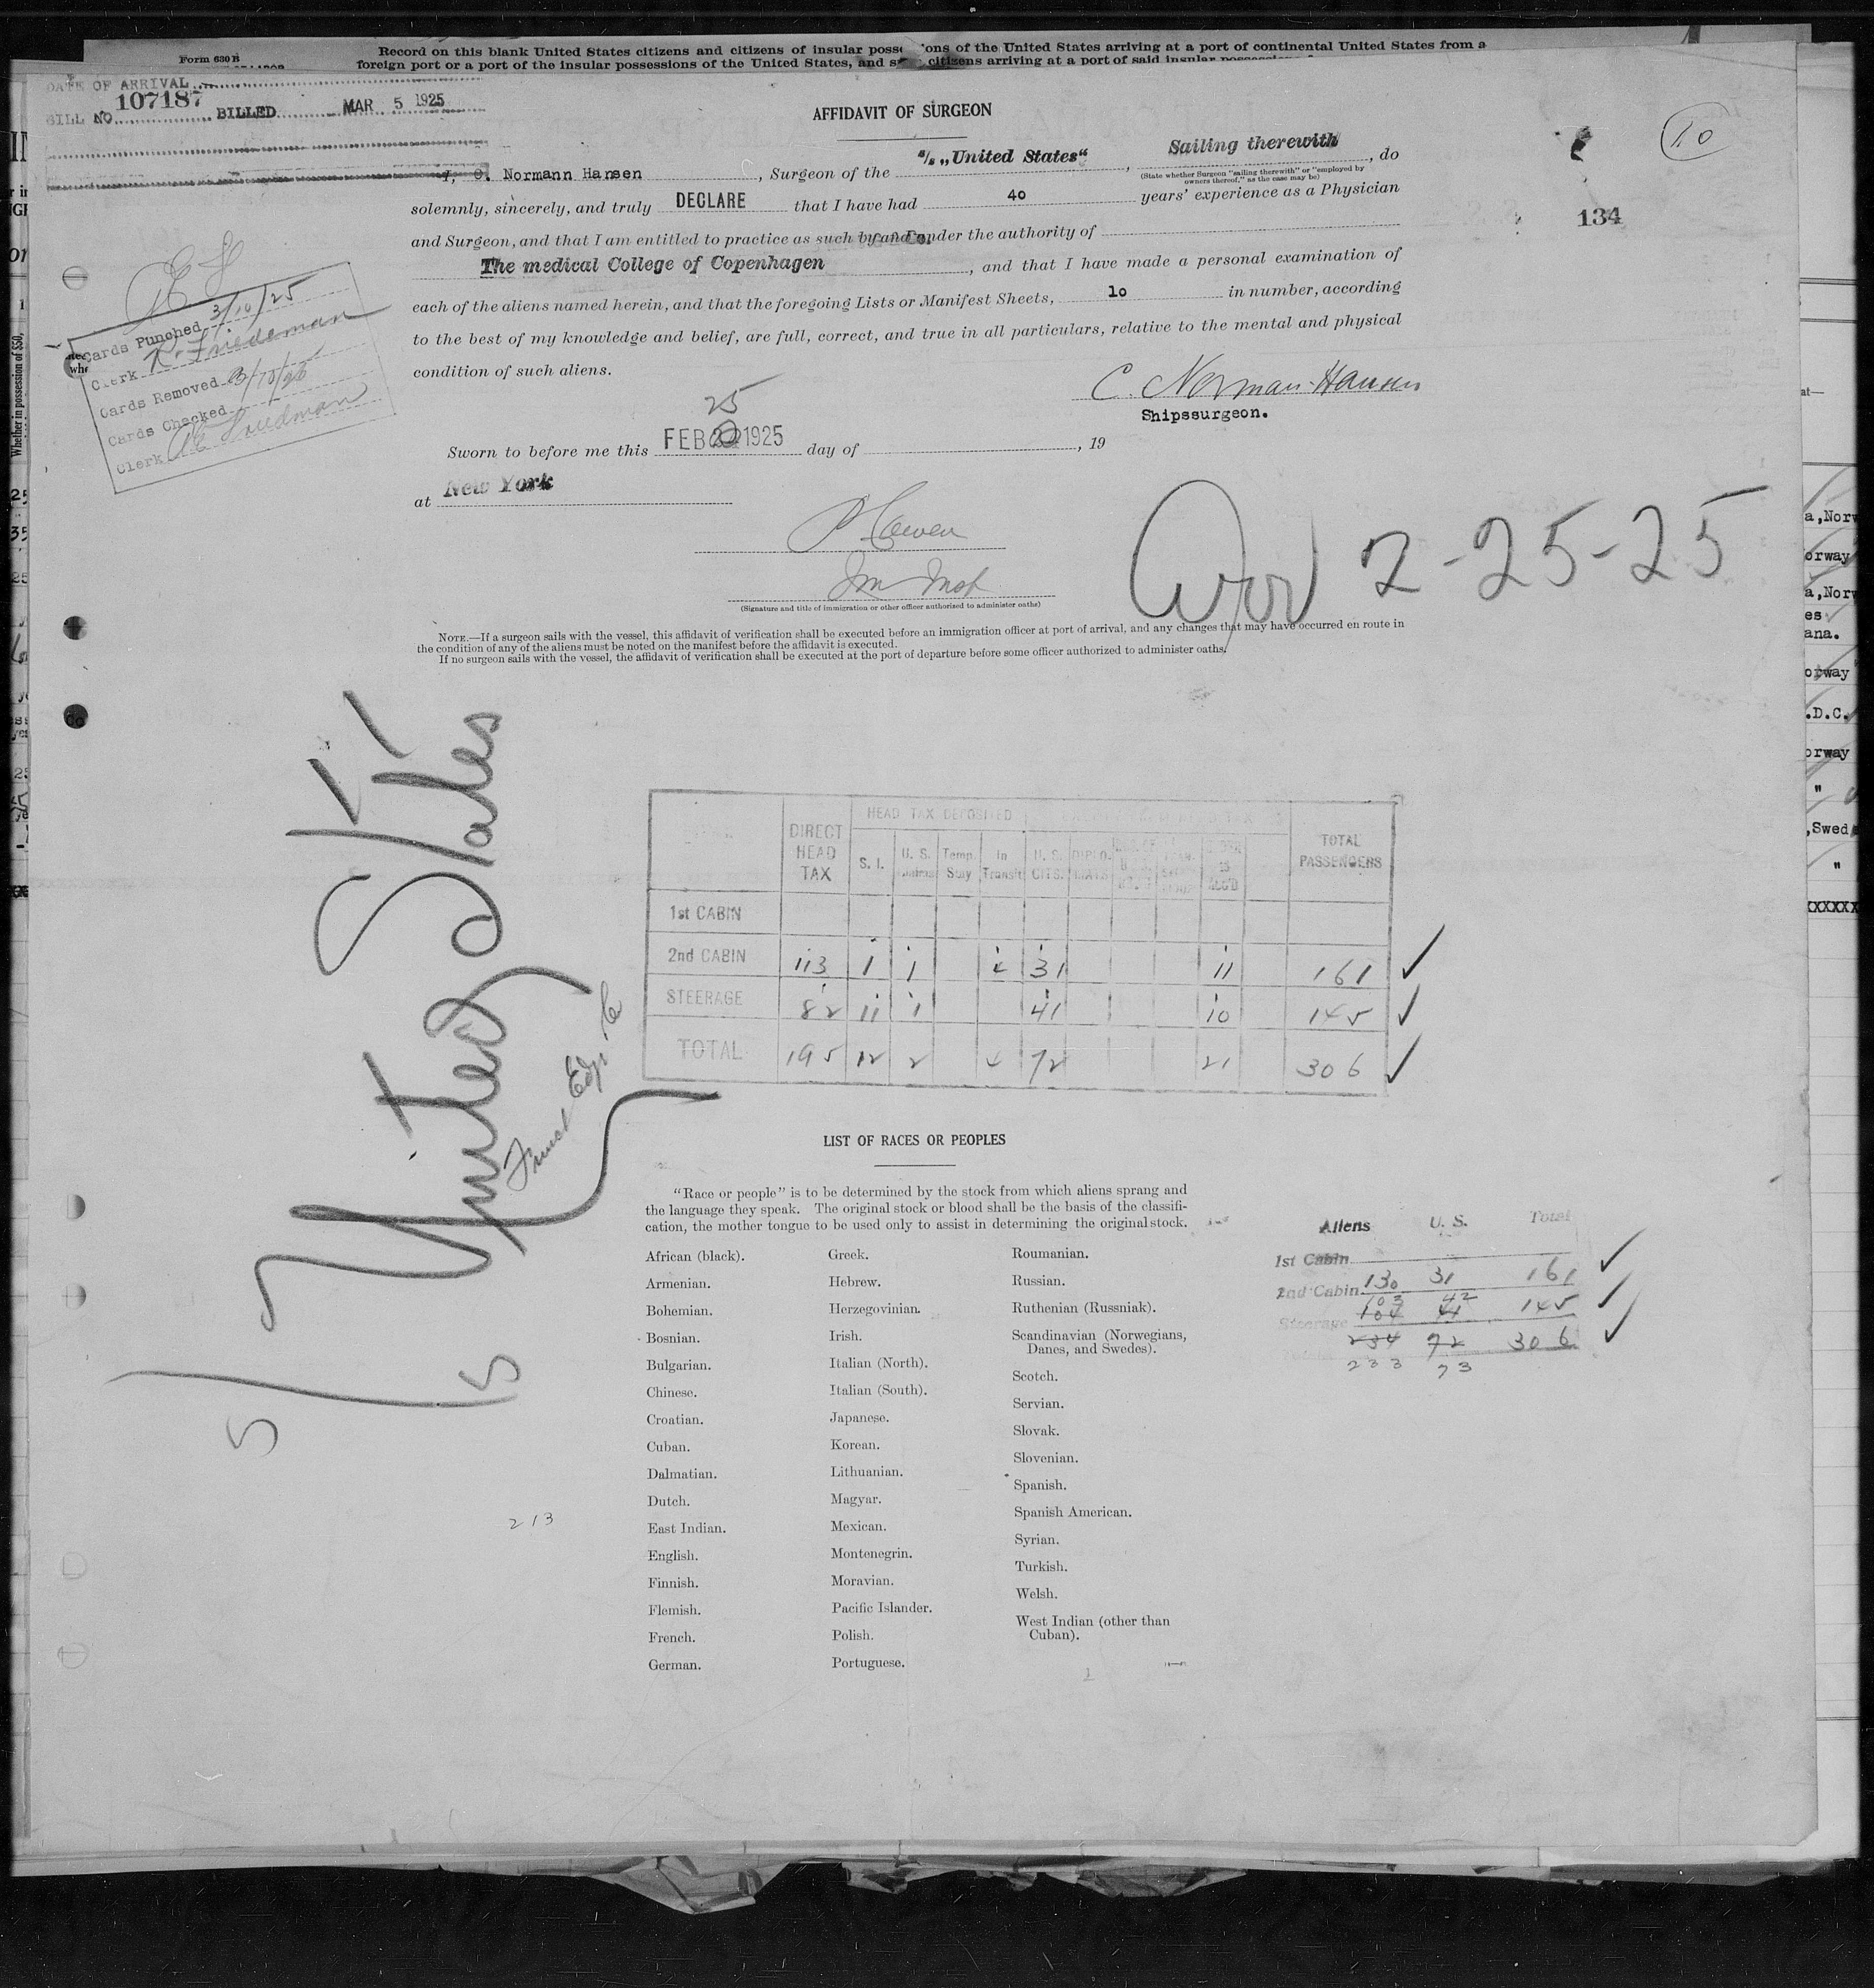 Form 630 B
Record on this blank United States citizens and citizens of insular posse ions of the United States arriving at a port of continental United States from a
foreign port or a port of the insular possessions of the United States, and s citizens arriving at a port of said insular possessions
DATE OF ARRIVAL
107187
BILL NO. BILLED MAR 5 1925
AFFIDAVIT OF SURGEON
10
I, C. Normann Hansen, Surgeon of the s/s „United States“, Sailing therewith, do
(State whether Surgeon "sailing therewith" or "employed by
owners thereof," as the case may be)
solemnly, sincerely, and truly DECLARE that I have had 40 years' experience as a Physician
134
and Surgeon, and that I am entitled to practice as such by and under the authority of
The medical College of Copenhagen, and that I have made a personal examination of
each of the aliens named herein, and that the foregoing Lists or Manifest Sheets, 10 in number, according
to the best of my knowledge and belief, are full, correct, and true in all particulars, relative to the mental and physical
condition of such aliens.
C. Norman-Hansen
Shipssurgeon.
Cards Punched 3/10/25
Clerk K. Friedeman
Cards Removed 3/10/25
Cards Checked
Clerk Friedman
25
Sworn to before me this FEB 1925 day of , 19
at New York
P. Cowen
Im Insp
(Signature and title of immigration or other officer authorized to administer oaths)
Arr 2-25-25
NOTE.—If a surgeon sails with the vessel, this affidavit of verification shall be executed before an immigration officer at port of arrival, and any changes that may have occurred en route in
the condition of any of the aliens must be noted on the manifest before the affidavit is executed.
If no surgeon sails with the vessel, the affidavit of verification shall be executed at the port of departure before some officer authorized to administer oaths.
United States
HEAD TAX DEPOSITED
DIRECT HEAD TAX S. I. U. S. Temp. In Transit U. S. CITS. DIPLO. MATS. TOTAL PASSENGERS
1st CABIN
2nd CABIN 113 1 1 4 31 11 161
STEERAGE 82 11 1 41 10 145
TOTAL 195 12 2 4 72 21 306
LIST OF RACES OR PEOPLES
"Race or people" is to be determined by the stock from which aliens sprang and
the language they speak. The original stock or blood shall be the basis of the classifi-
cation, the mother tongue to be used only to assist in determining the original stock.
African (black).
Armenian.
Bohemian.
Bosnian.
Bulgarian.
Chinese.
Croatian.
Cuban.
Dalmatian.
Dutch.
East Indian.
English.
Finnish.
Flemish.
French.
German.
Greek.
Hebrew.
Herzegovinian.
Irish.
Italian (North).
Italian (South).
Japanese.
Korean.
Lithuanian.
Magyar.
Mexican.
Montenegrin.
Moravian.
Pacific Islander.
Polish.
Portuguese.
Roumanian.
Russian.
Ruthenian (Russniak).
Scandinavian (Norwegians,
Danes, and Swedes).
Scotch.
Servian.
Slovak.
Slovenian.
Spanish.
Spanish American.
Syrian.
Turkish.
Welsh.
West Indian (other than
Cuban).
Aliens U. S. Total
1st Cabin
2nd Cabin 130 31 161
103 42
Steerage 104 41 145
234 72 306
233 73
213